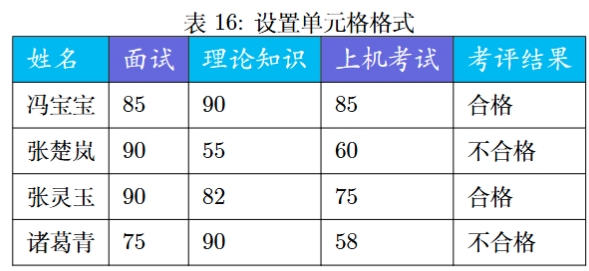 表 16: 设置单元格格式
姓名 面试 理论知识 上机考试 考评结果
冯宝宝 85 90 85 合格
张楚岚 90 55 60 不合格
张灵玉 90 82 75 合格
诸葛青 75 90 58 不合格